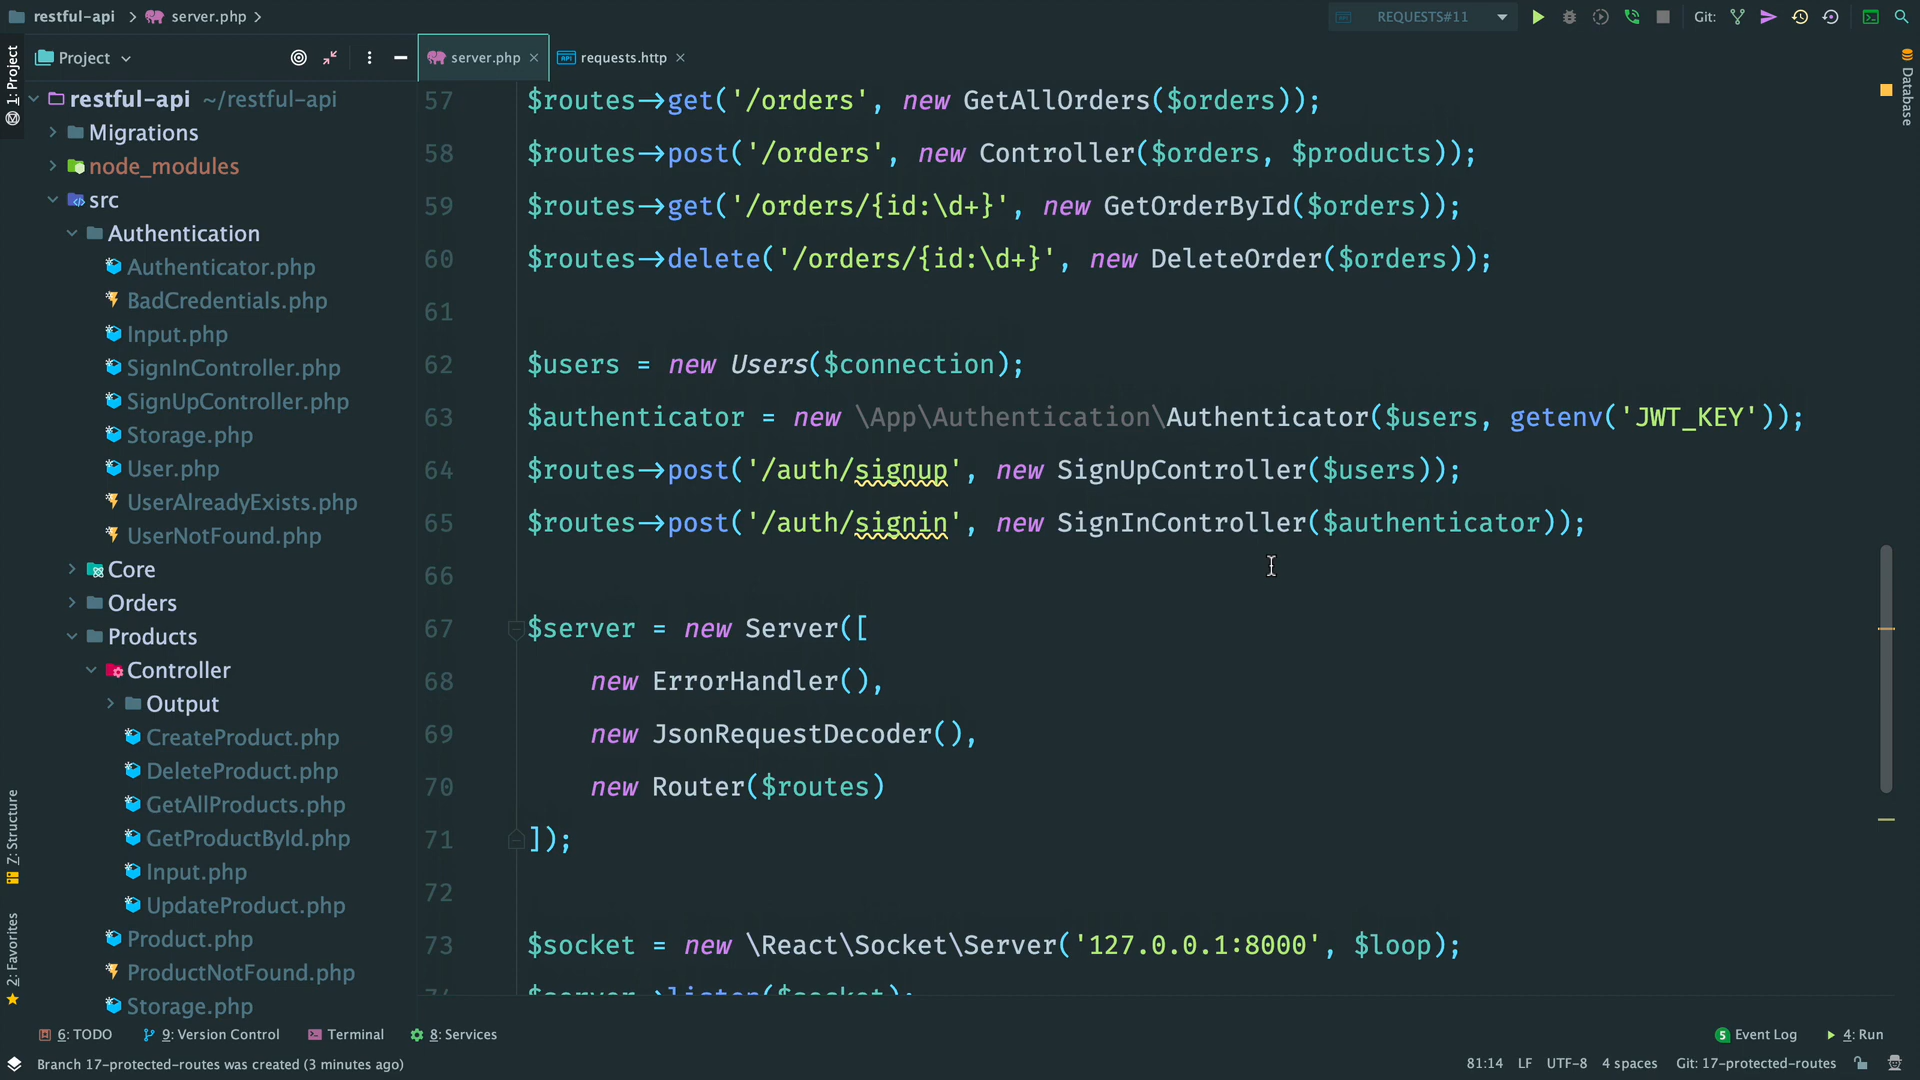 restful-api
server.php
REQUESTS#11
Git:
1: Project
Project
server.php
requests.http
Database
restful-api ~/restful-api
Migrations
node_modules
src
Authentication
Authenticator.php
BadCredentials.php
Input.php
SignInController.php
SignUpController.php
Storage.php
User.php
UserAlreadyExists.php
UserNotFound.php
Core
Orders
Products
Controller
Output
CreateProduct.php
DeleteProduct.php
GetAllProducts.php
GetProductById.php
Input.php
UpdateProduct.php
Product.php
ProductNotFound.php
Storage.php
Z: Structure
2: Favorites
57 $routes→get('/orders', new GetAllOrders($orders));
58 $routes→post('/orders', new Controller($orders, $products));
59 $routes→get('/orders/{id:\d+}', new GetOrderById($orders));
60 $routes→delete('/orders/{id:\d+}', new DeleteOrder($orders));
61
62 $users = new Users($connection);
63 $authenticator = new \App\Authentication\Authenticator($users, getenv('JWT_KEY'));
64 $routes→post('/auth/signup', new SignUpController($users));
65 $routes→post('/auth/signin', new SignInController($authenticator));
66
67 $server = new Server([
68 new ErrorHandler(),
69 new JsonRequestDecoder(),
70 new Router($routes)
71 ]);
72
73 $socket = new \React\Socket\Server('127.0.0.1:8000', $loop);
74 $server→listen($socket);
6: TODO
9: Version Control
Terminal
8: Services
5 Event Log
4: Run
Branch 17-protected-routes was created (3 minutes ago)
81:14 LF UTF-8 4 spaces Git: 17-protected-routes